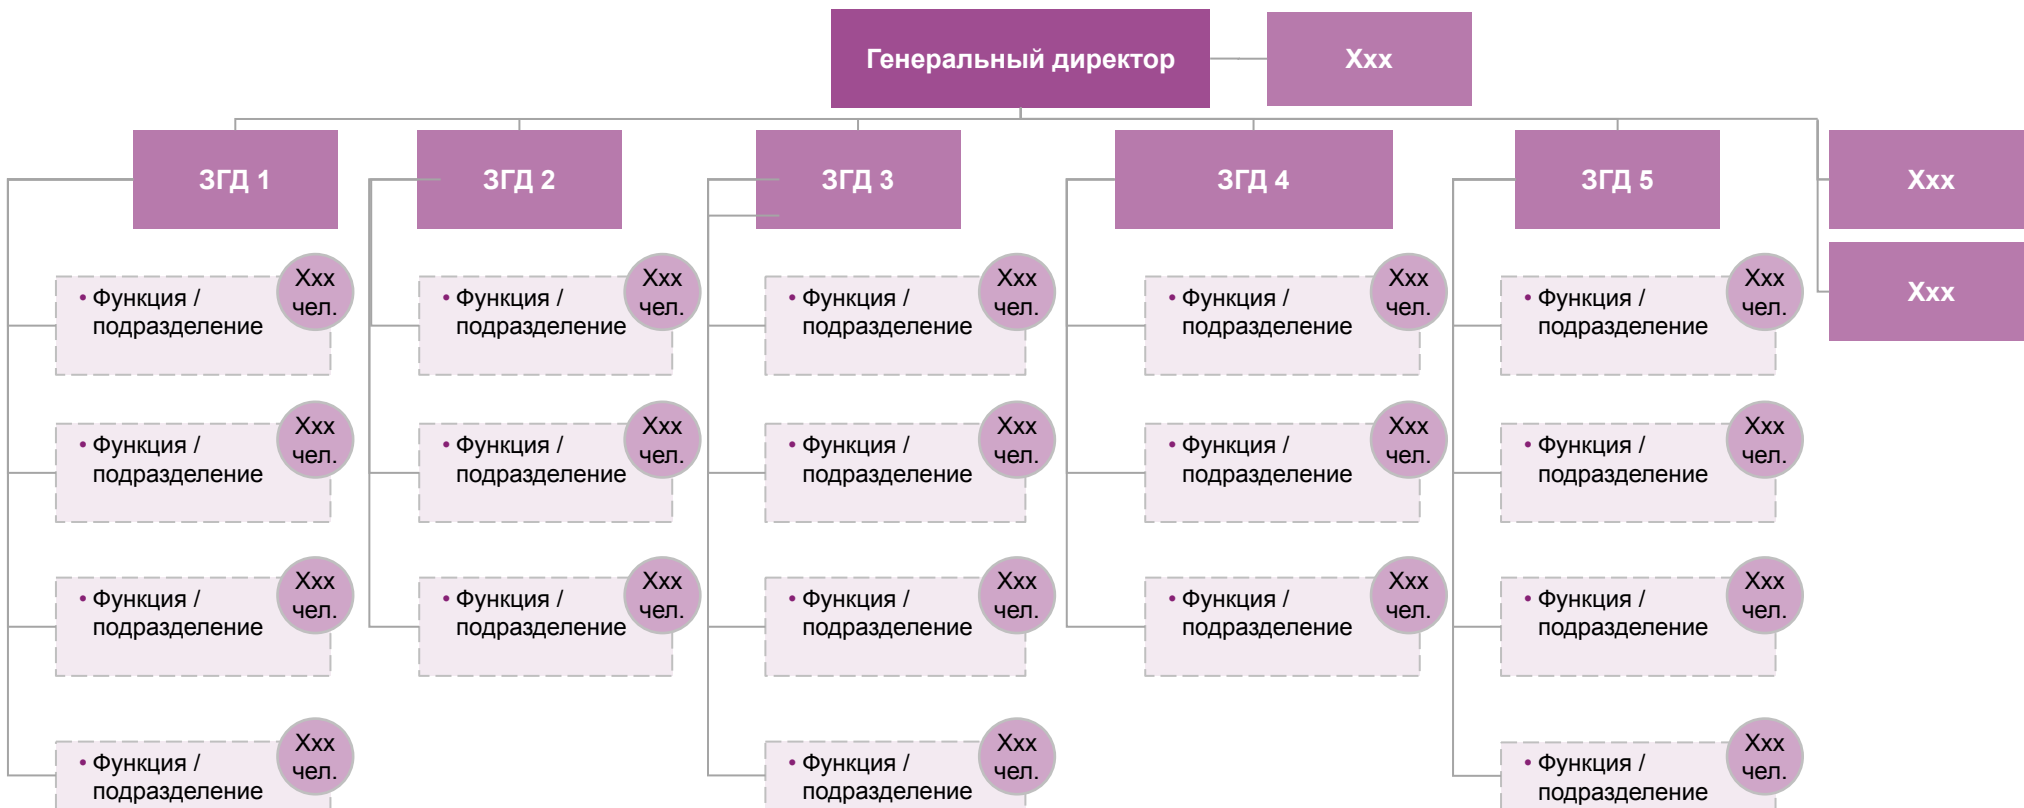 Генеральный директор
Ххх
ЗГД 1
ЗГД 2
ЗГД 3
ЗГД 4
ЗГД 5
Ххх
Ххх
• Функция /
подразделение
Ххх
чел.
• Функция /
подразделение
Ххх
чел.
• Функция /
подразделение
Ххх
чел.
• Функция /
подразделение
Ххх
чел.
• Функция /
подразделение
Ххх
чел.
• Функция /
подразделение
Ххх
чел.
• Функция /
подразделение
Ххх
чел.
• Функция /
подразделение
Ххх
чел.
• Функция /
подразделение
Ххх
чел.
• Функция /
подразделение
Ххх
чел.
• Функция /
подразделение
Ххх
чел.
• Функция /
подразделение
Ххх
чел.
• Функция /
подразделение
Ххх
чел.
• Функция /
подразделение
Ххх
чел.
• Функция /
подразделение
Ххх
чел.
• Функция /
подразделение
Ххх
чел.
• Функция /
подразделение
Ххх
чел.
• Функция /
подразделение
Ххх
чел.